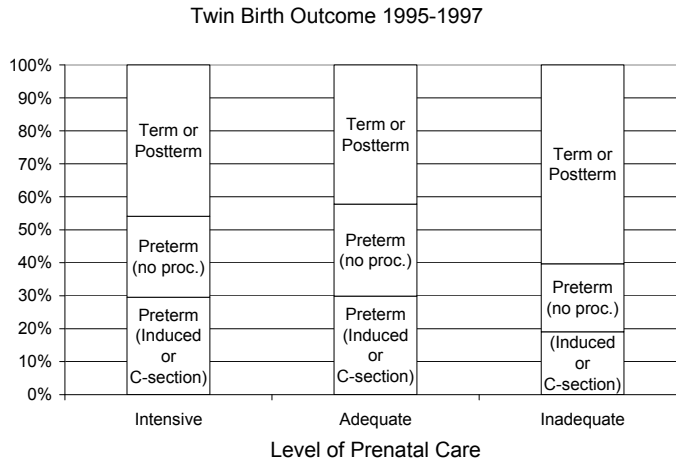 Twin Birth Outcome 1995-1997
100%
90%
80%
70%
60%
50%
40%
30%
20%
10%
0%
Term or
Postterm
Preterm
(no proc.)
Preterm
(Induced
or
C-section)
Term or
Postterm
Preterm
(no proc.)
Preterm
(Induced
or
C-section)
Term or
Postterm
Preterm
(no proc.)
(Induced
or
C-section)
Intensive
Adequate
Inadequate
Level of Prenatal Care